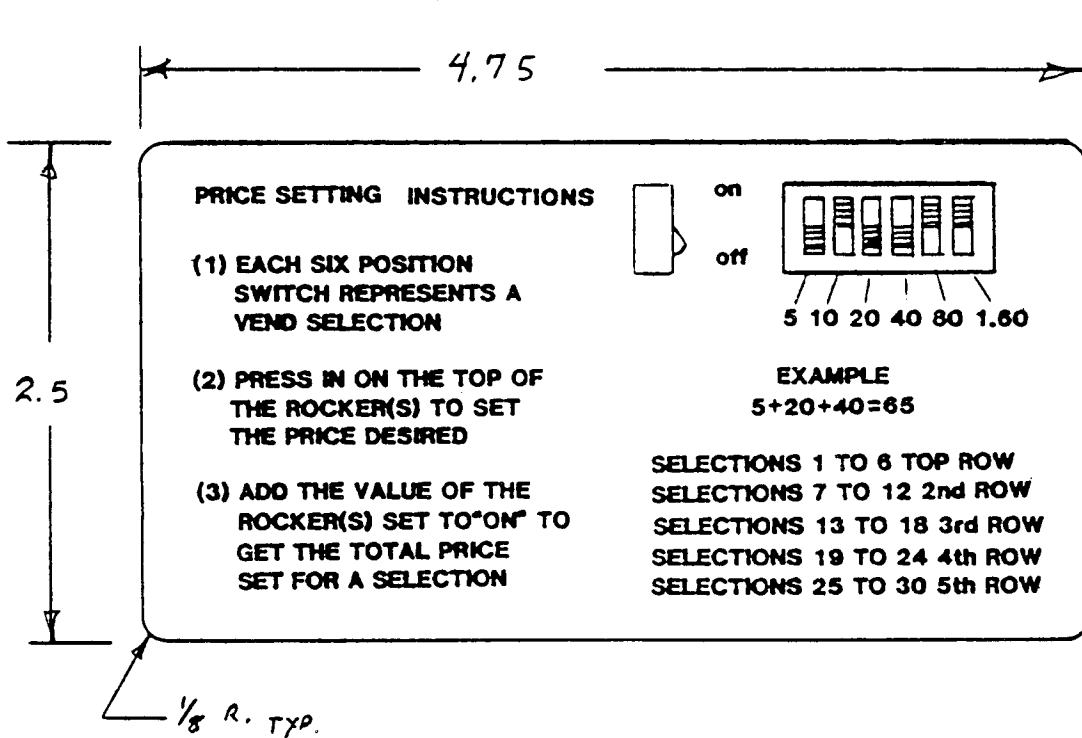 4.75
PRICE SETTING INSTRUCTIONS
on
off
5 10 20 40 80 1.60
(1) EACH SIX POSITION
SWITCH REPRESENTS A
VEND SELECTION
2.5
(2) PRESS IN ON THE TOP OF
THE ROCKER(S) TO SET
THE PRICE DESIRED
(3) ADD THE VALUE OF THE
ROCKER(S) SET TO"ON" TO
GET THE TOTAL PRICE
SET FOR A SELECTION
EXAMPLE
5+20+40=65
SELECTIONS 1 TO 6 TOP ROW
SELECTIONS 7 TO 12 2nd ROW
SELECTIONS 13 TO 18 3rd ROW
SELECTIONS 19 TO 24 4th ROW
SELECTIONS 25 TO 30 5th ROW
1/8 R. TYP.